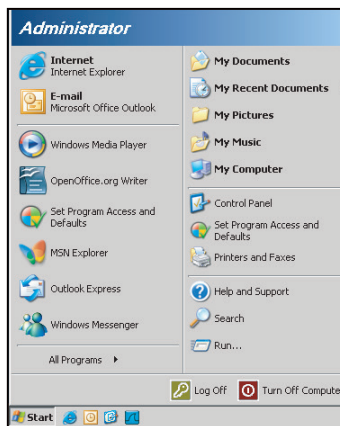 Administrator
Internet
Internet Explorer
E-mail
Microsoft Office Outlook
Windows Media Player
OpenOffice.org Writer
Set Program Access and
Defaults
MSN Explorer
Outlook Express
Windows Messenger
All Programs
My Documents
My Recent Documents
My Pictures
My Music
My Computer
Control Panel
Set Program Access and
Defaults
Printers and Faxes
Help and Support
Search
Run...
Log Off
Turn Off Compute
Start